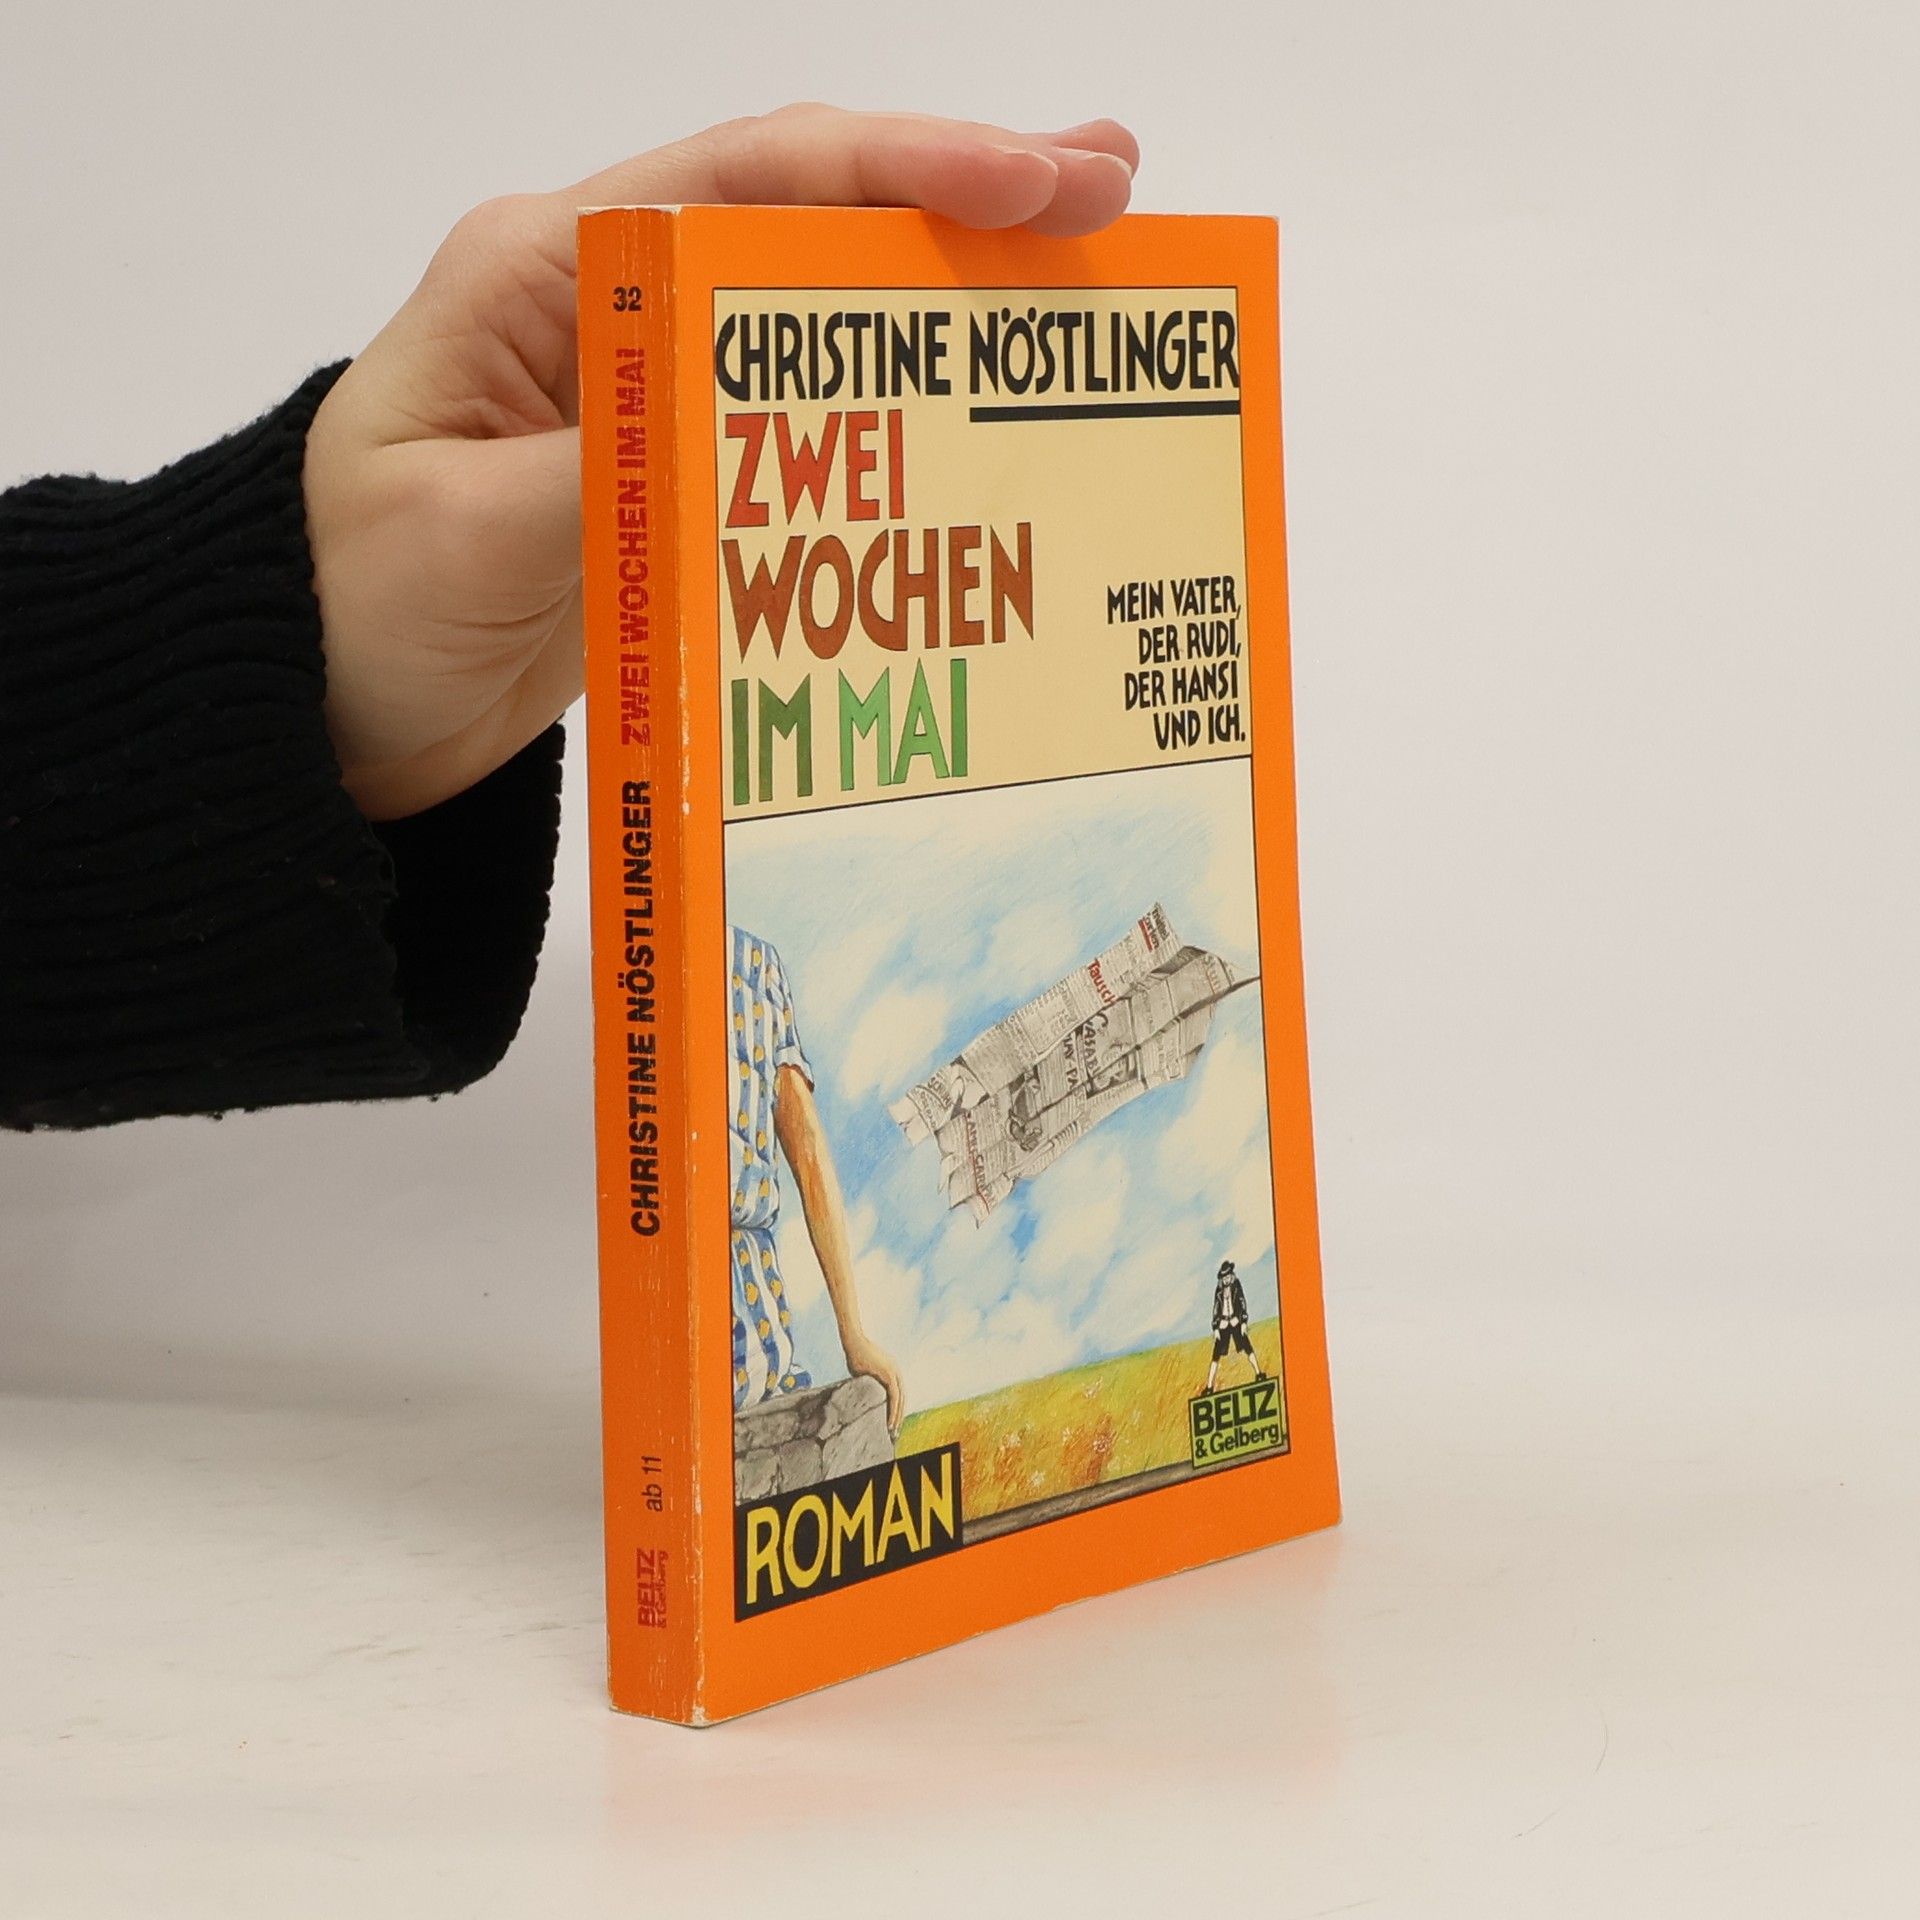 32
ZWEI WOCHEN IM MAI
CHRISTINE NÖSTLINGER
ab 11
BELTZ
& Gelberg
CHRISTINE NÖSTLINGER
ZWEI
WOCHEN
IM MAI
MEIN VATER,
DER RUDI,
DER HANSI
UND ICH.
Tausch
BELTZ
& Gelberg
ROMAN